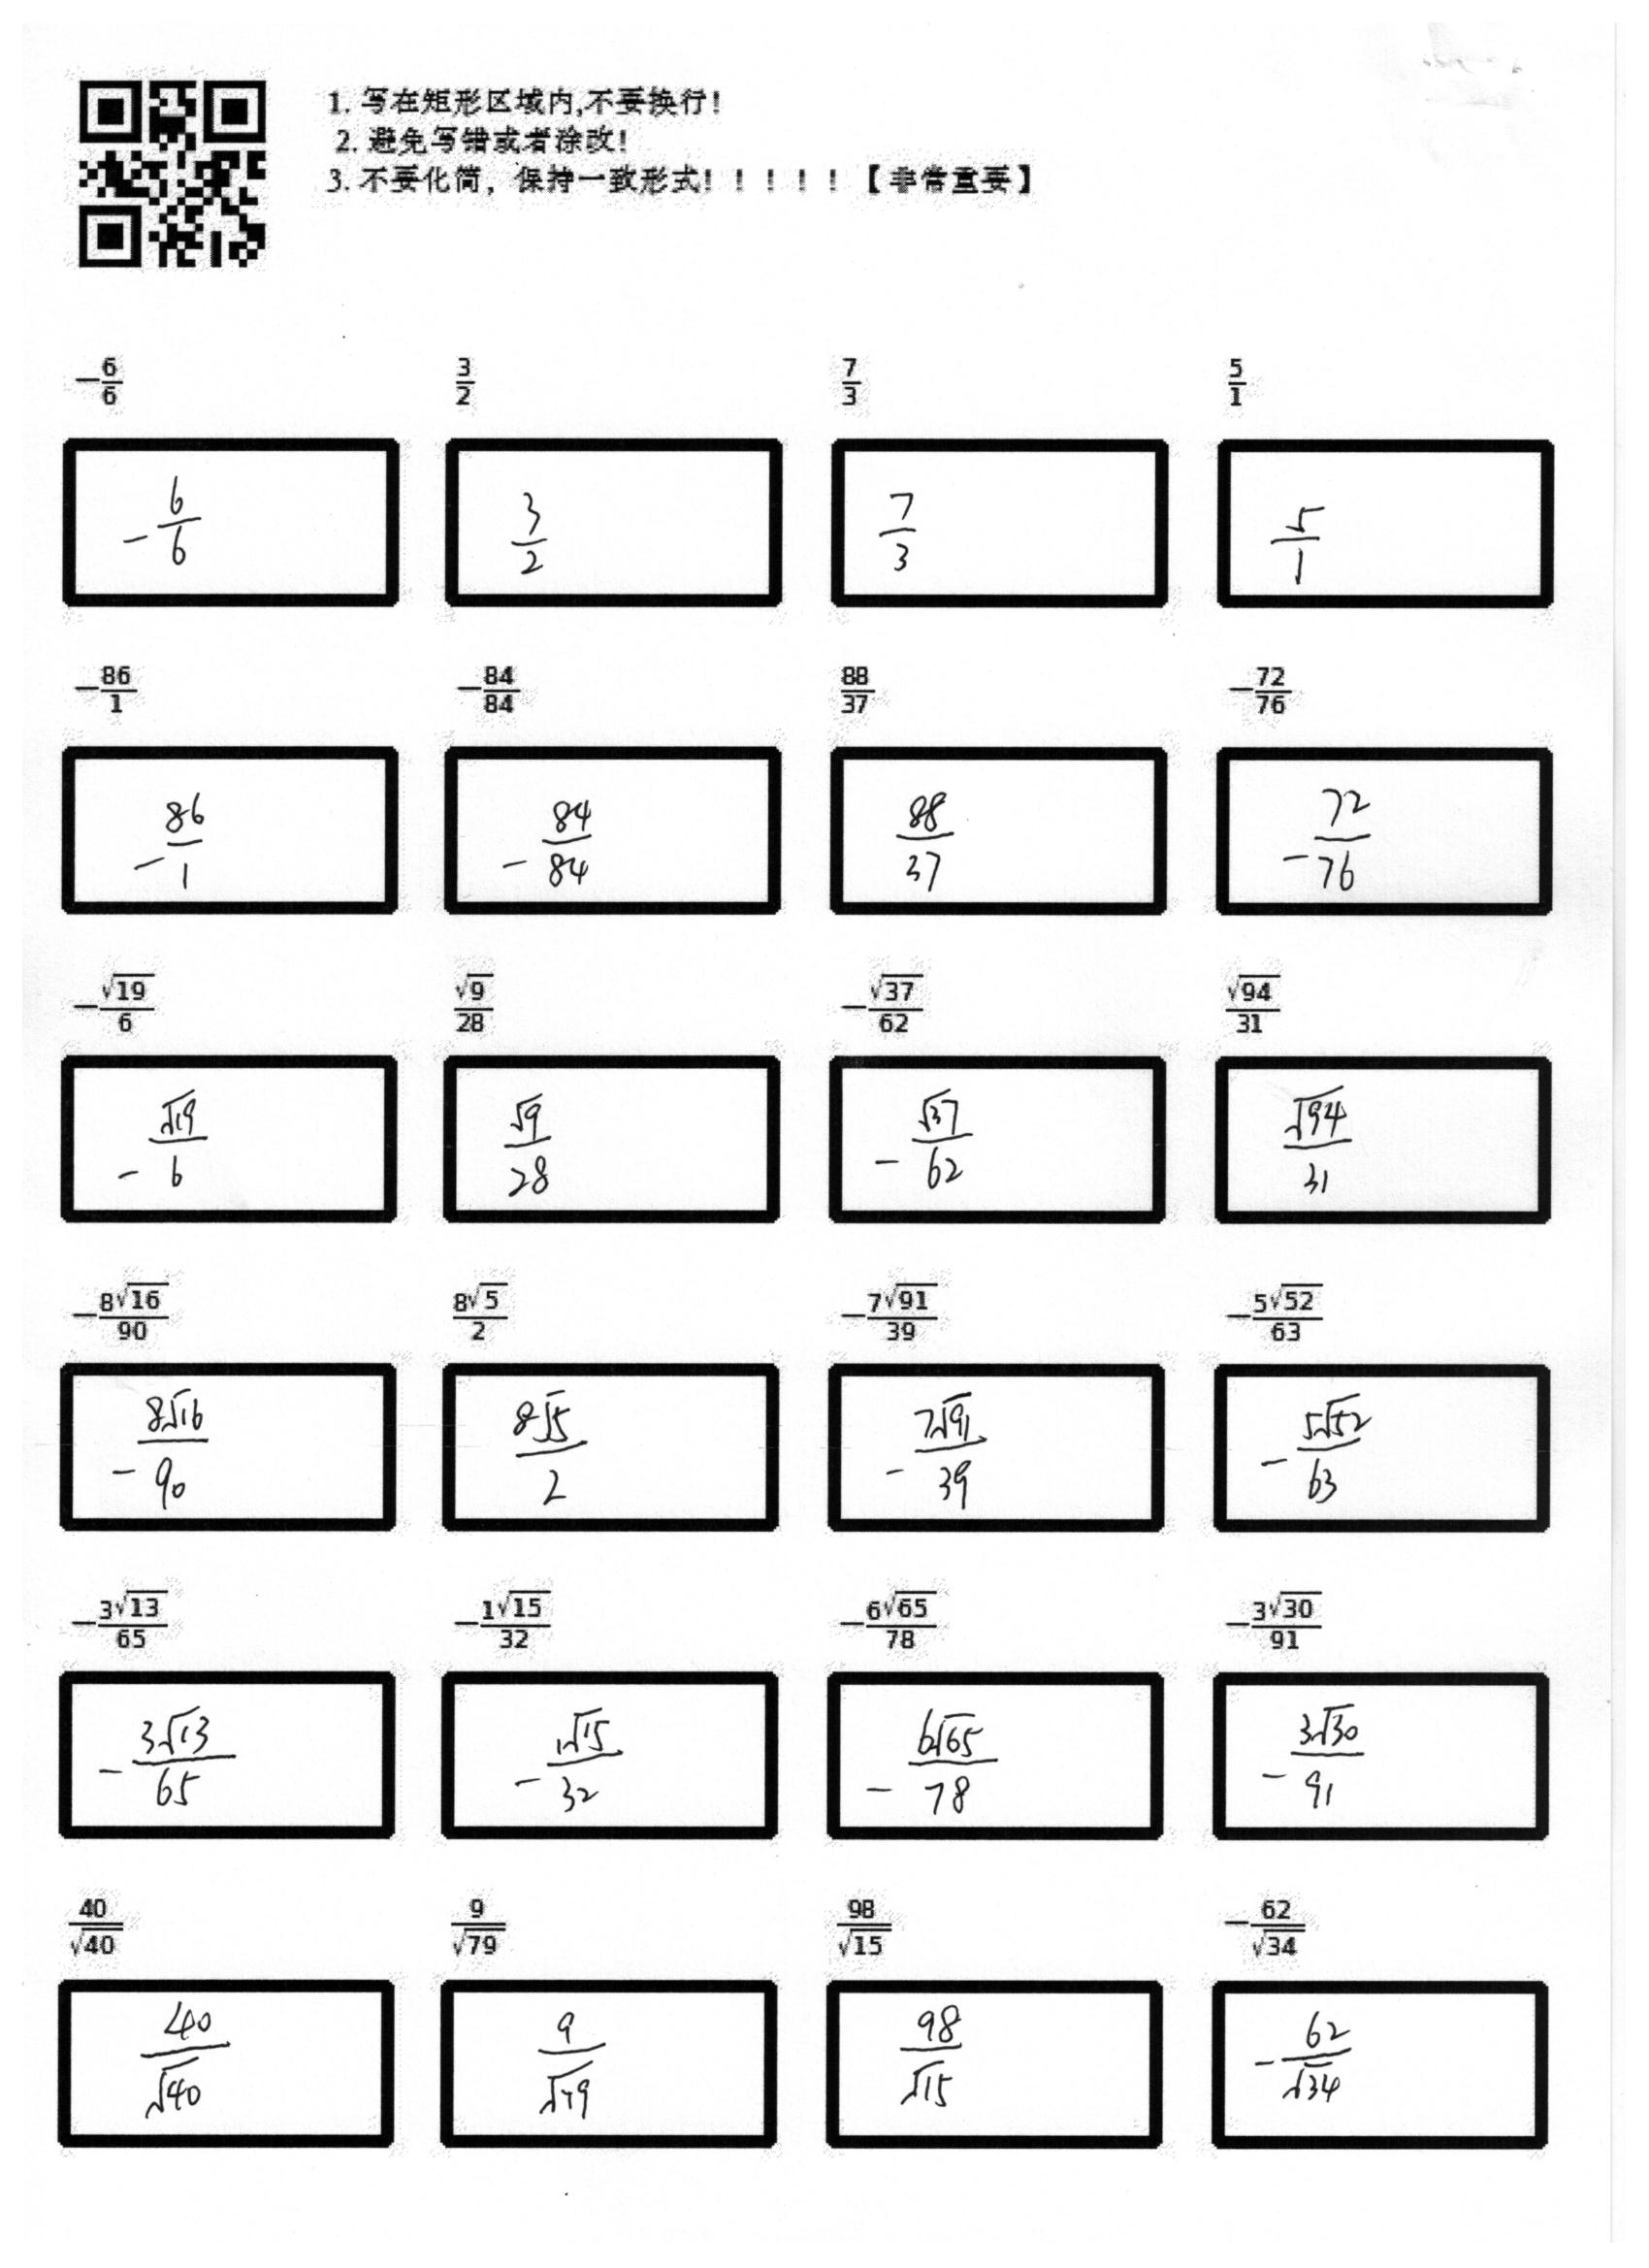 1. 写在矩形区域内,不要换行!
2. 避免写错或者涂改!
3. 不要化简，保持一致形式! ! ! ! ! 【非常重要】
$-\frac{6}{6}$ $\frac{3}{2}$ $\frac{7}{3}$ $\frac{5}{1}$
$-\frac{6}{6}$ $\frac{3}{2}$ $\frac{7}{3}$ $\frac{5}{1}$
$-\frac{86}{1}$ $-\frac{84}{84}$ $\frac{88}{37}$ $-\frac{72}{76}$
$-\frac{86}{1}$ $-\frac{84}{84}$ $\frac{88}{37}$ $-\frac{72}{76}$
$-\frac{\sqrt{19}}{6}$ $\frac{\sqrt{9}}{28}$ $-\frac{\sqrt{37}}{62}$ $\frac{\sqrt{94}}{31}$
$-\frac{\sqrt{19}}{6}$ $\frac{\sqrt{9}}{28}$ $-\frac{\sqrt{37}}{62}$ $\frac{\sqrt{94}}{31}$
$-\frac{8\sqrt{16}}{90}$ $\frac{8\sqrt{5}}{2}$ $-\frac{7\sqrt{91}}{39}$ $-\frac{5\sqrt{52}}{63}$
$-\frac{8\sqrt{16}}{90}$ $\frac{8\sqrt{5}}{2}$ $-\frac{7\sqrt{91}}{39}$ $-\frac{5\sqrt{52}}{63}$
$-\frac{3\sqrt{13}}{65}$ $-\frac{1\sqrt{15}}{32}$ $-\frac{6\sqrt{65}}{78}$ $-\frac{3\sqrt{30}}{91}$
$-\frac{3\sqrt{13}}{65}$ $-\frac{1\sqrt{15}}{32}$ $-\frac{6\sqrt{65}}{78}$ $-\frac{3\sqrt{30}}{91}$
$\frac{40}{\sqrt{40}}$ $\frac{9}{\sqrt{79}}$ $\frac{98}{\sqrt{15}}$ $-\frac{62}{\sqrt{34}}$
$\frac{40}{\sqrt{40}}$ $\frac{9}{\sqrt{79}}$ $\frac{98}{\sqrt{15}}$ $-\frac{62}{\sqrt{34}}$